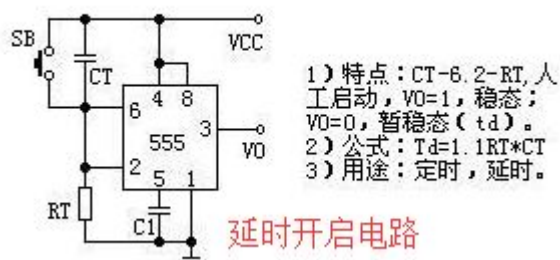 SB
CT
VCC
4 8
6
3
555
VO
2
5 1
RT
C1
1)特点:CT-6.2-RT,人
工启动,VO=1,稳态;
VO=0,暂稳态(td)。
2)公式:Td=1.1RT*CT
3)用途:定时,延时。
延时开启电路